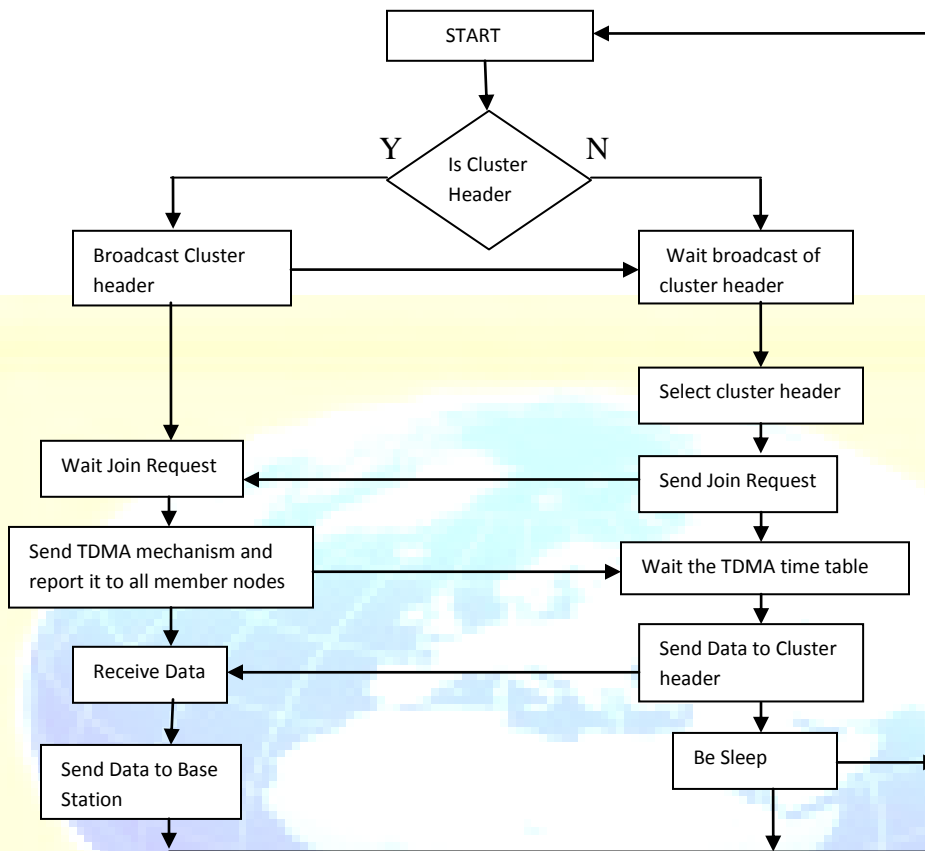 START
Y
N
Is Cluster
Header
Broadcast Cluster
header
Wait broadcast of
cluster header
Select cluster header
Wait Join Request
Send Join Request
Send TDMA mechanism and
report it to all member nodes
Wait the TDMA time table
Receive Data
Send Data to Cluster
header
Send Data to Base
Station
Be Sleep